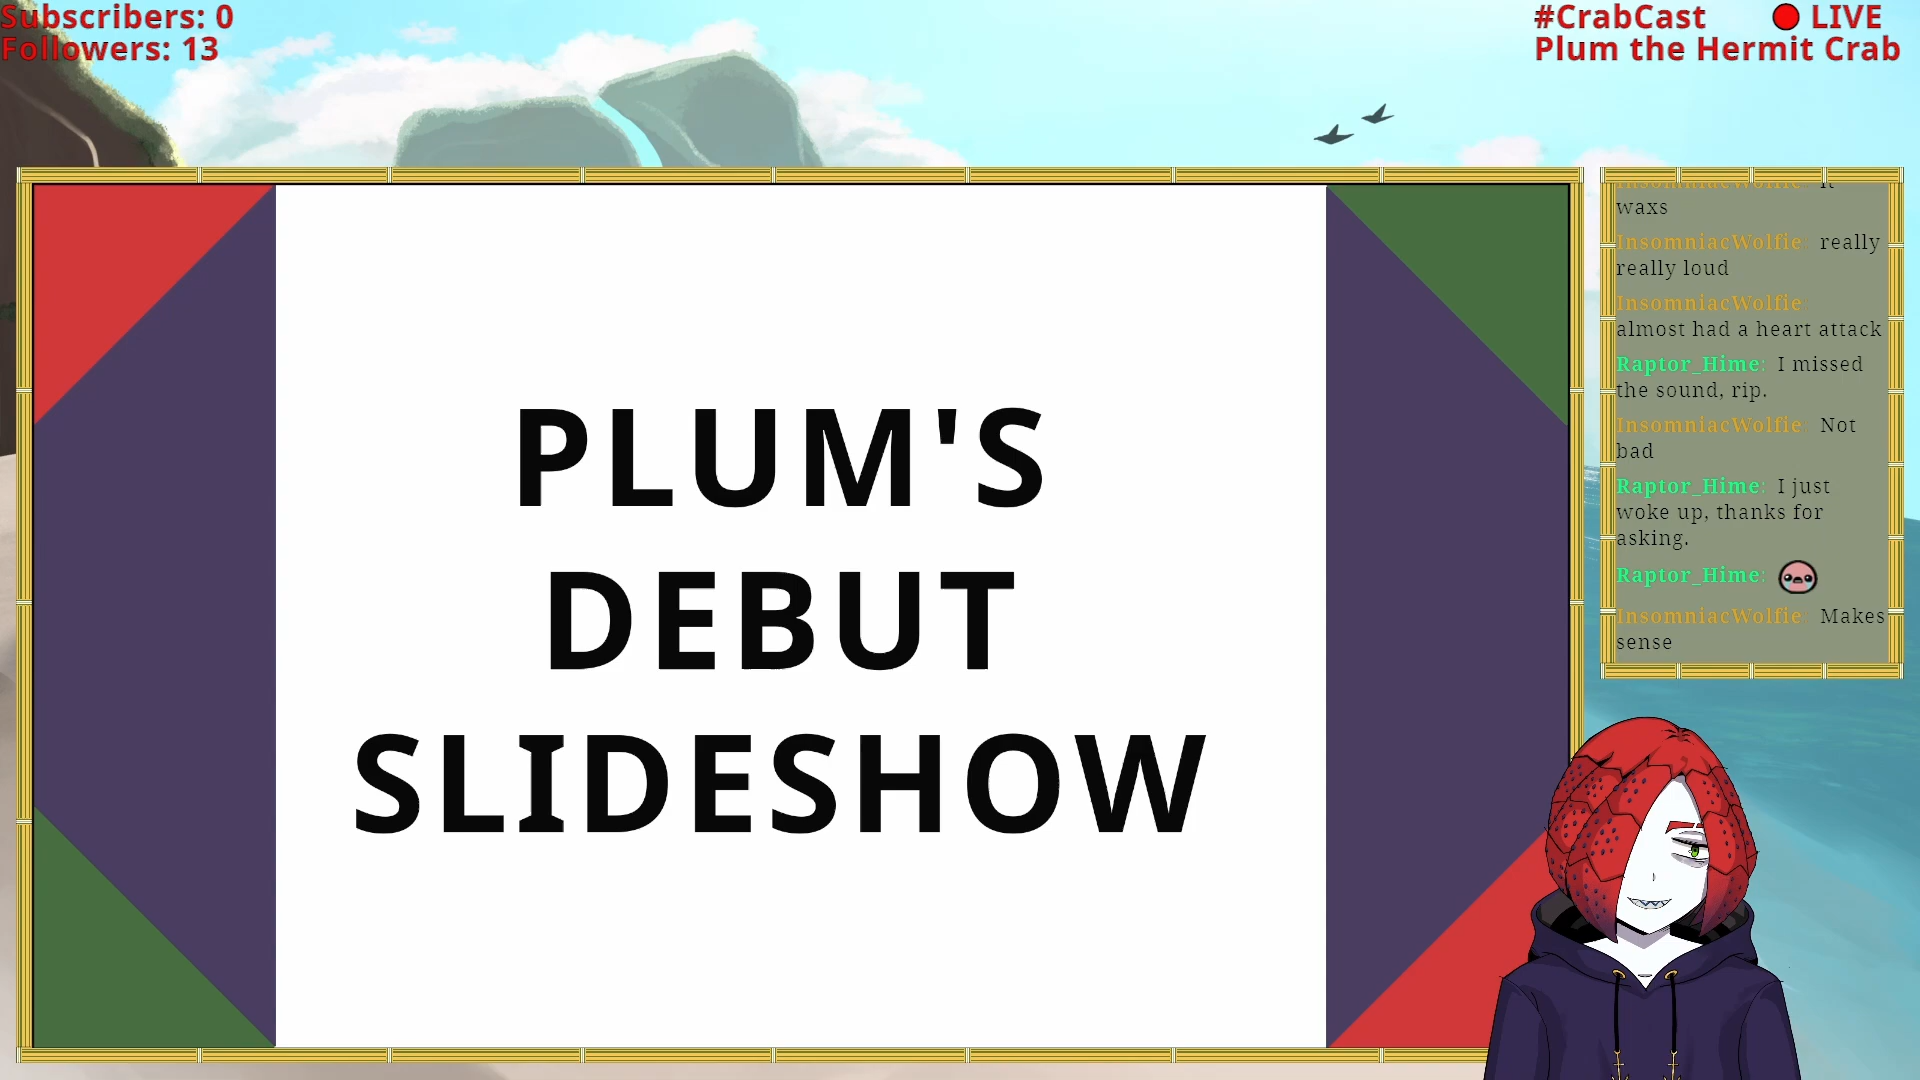 Subscribers: 0
Followers: 13
#CrabCast LIVE
Plum the Hermit Crab
PLUM'S
DEBUT
SLIDESHOW
waxs
InsomniacWolfie: really
really loud
InsomniacWolfie:
almost had a heart attack
Raptor_Hime: I missed
the sound, rip.
InsomniacWolfie: Not
bad
Raptor_Hime: I just
woke up, thanks for
asking.
Raptor_Hime:
InsomniacWolfie: Makes
sense